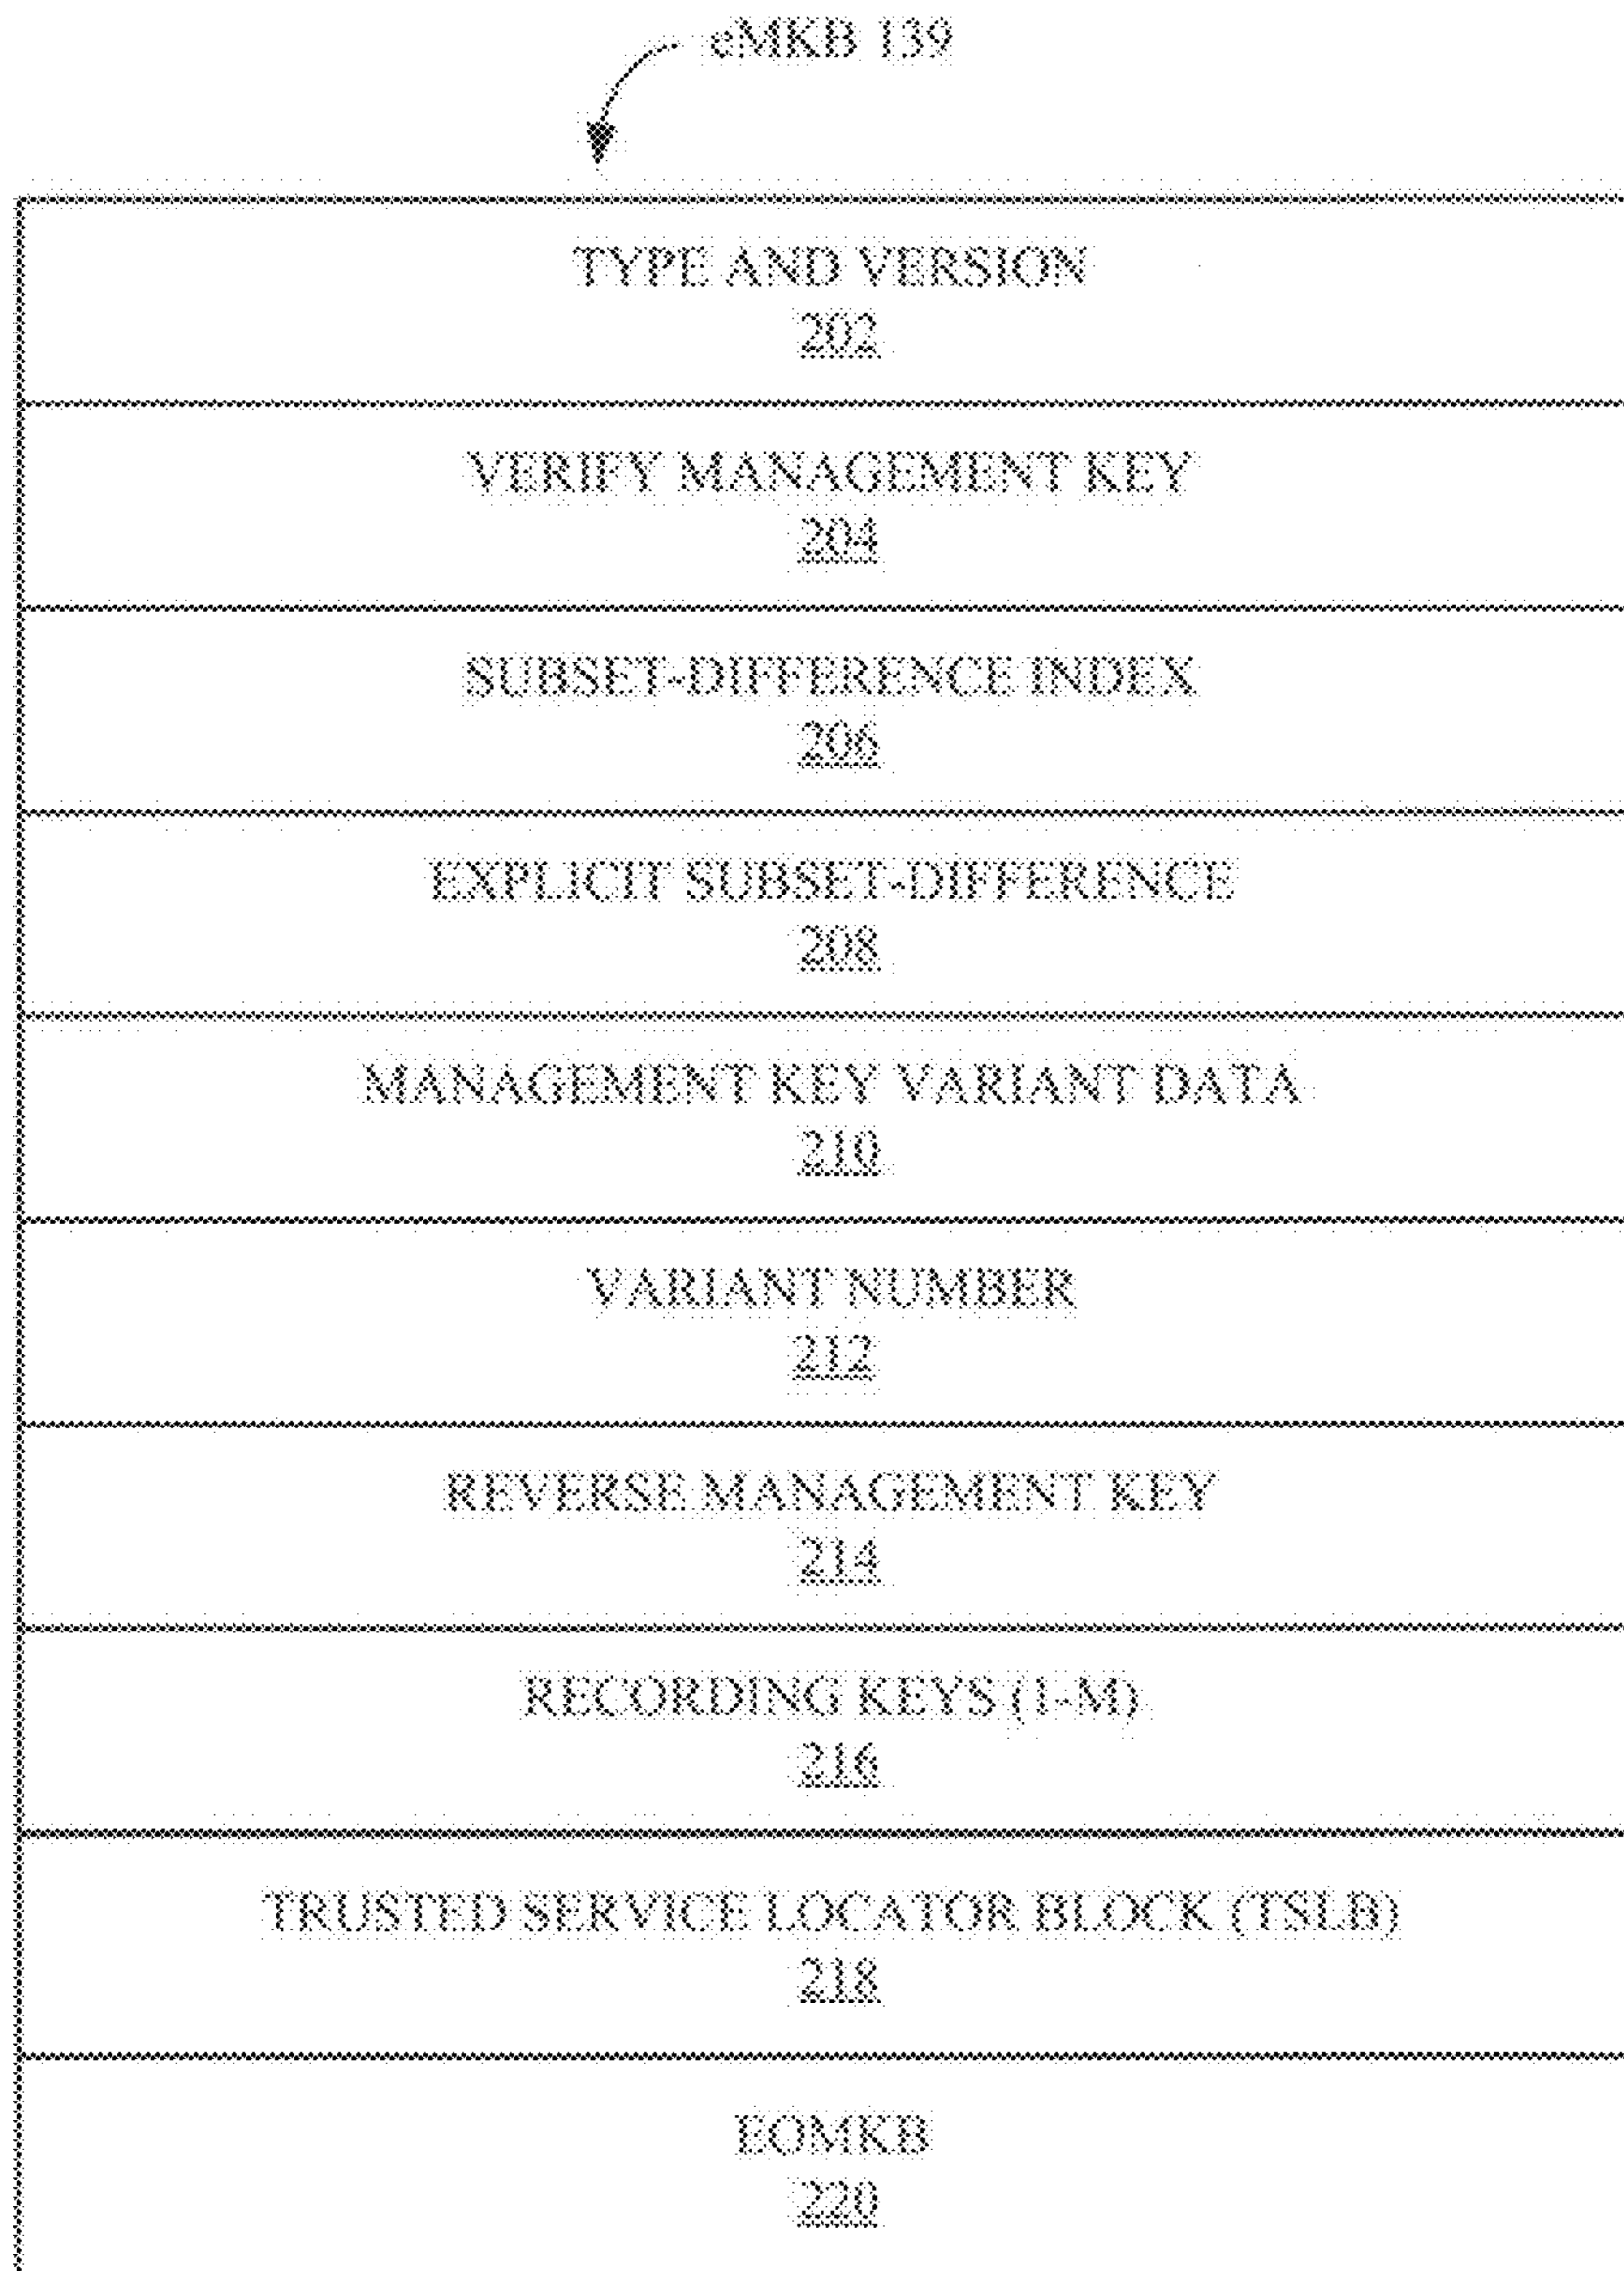 eMKB 139
TYPE AND VERSION
202
VERIFY MANAGEMENT KEY
204
SUBSET-DIFFERENCE INDEX
206
EXPLICIT SUBSET-DIFFERENCE
208
MANAGEMENT KEY VARIANT DATA
210
VARIANT NUMBER
212
REVERSE MANAGEMENT KEY
214
RECORDING KEYS (1-M)
216
TRUSTED SERVICE LOCATOR BLOCK (TSLB)
218
EOMKB
220